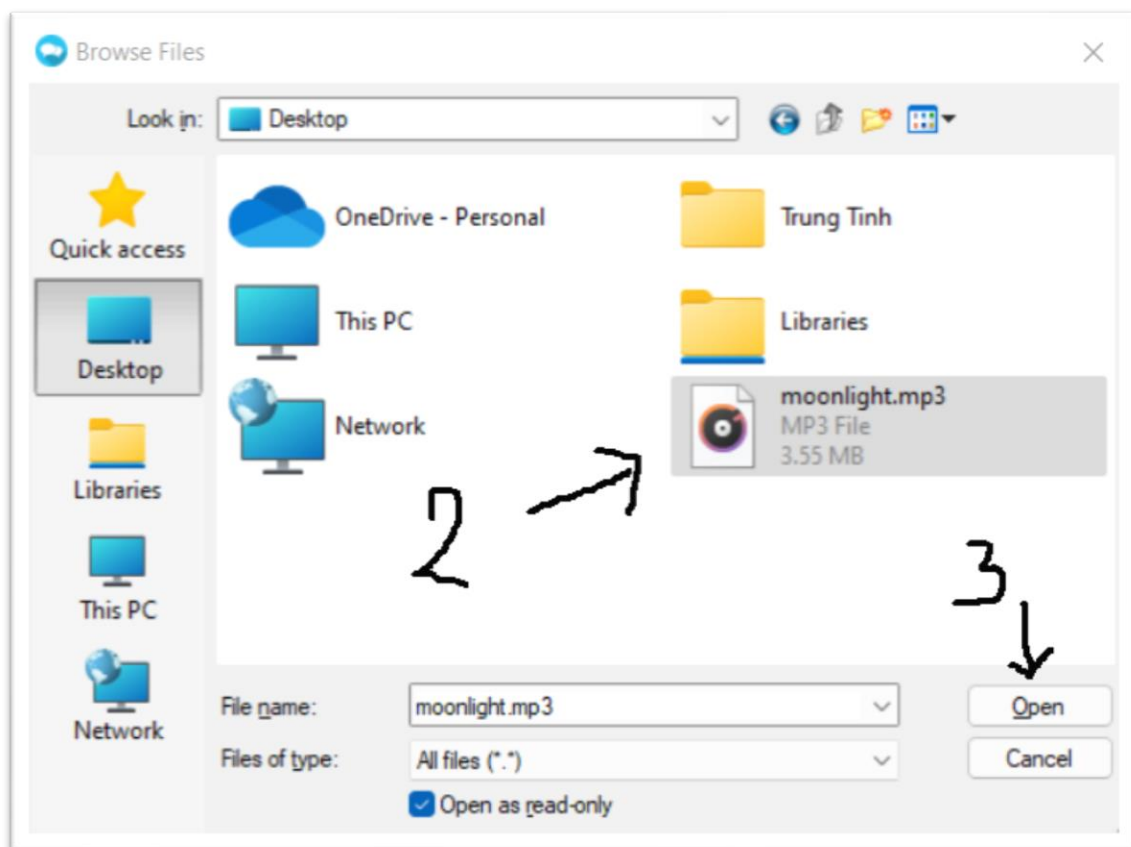 Browse Files
Look in:
Desktop
Quick access
Desktop
Libraries
This PC
Network
OneDrive - Personal
Trung Tinh
This PC
Libraries
Network
moonlight.mp3
MP3 File
3.55 MB
2
3
File name:
moonlight.mp3
Open
Files of type:
All files (*.*)
Cancel
Open as read-only